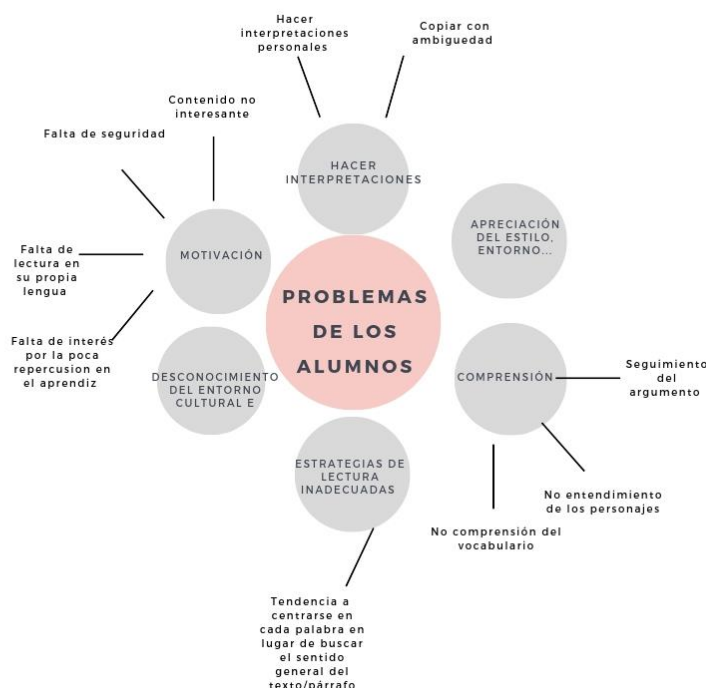 Hacer
interpretaciones
personales
Copiar con
ambiguedad
Contenido no
interesante
Falta de seguridad
Falta de
lectura en
su propia
lengua
Falta de interés
por la poca
repercusion en
el aprendiz
MOTIVACIÓN
HACER
INTERPRETACIONES
APRECIACIÓN
DEL ESTILO,
ENTORNO...
PROBLEMAS
DE LOS
ALUMNOS
DESCONOCIMIENTO
DEL ENTORNO
CULTURAL E
COMPRENSIÓN
Seguimiento
del
argumento
No entendimiento
de los personajes
No comprensión del
vocabulario
ESTRATEGIAS DE
LECTURA
INADECUADAS
Tendencia a
centrarse en
cada palabra en
lugar de buscar
el sentido
general del
texto/párrafo